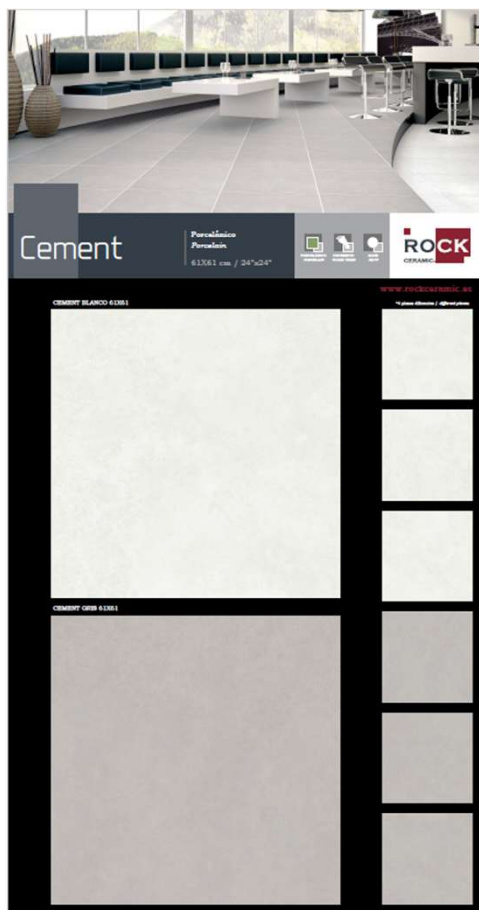 Cement
Porcelánico
Porcelain
61X61 cm / 24"x24"
ROCK
CERAMIC
www.rockceramic.es
CEMENT BLANCO 61X61
CEMENT GRIS 61X61